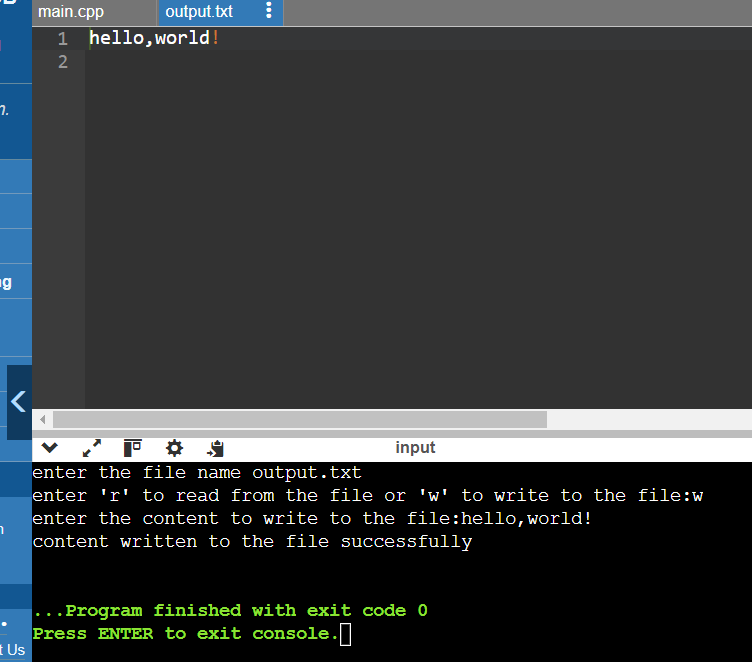 main.cpp output.txt
1 hello,world!
2
n.
ng
input
enter the file name output.txt
enter 'r' to read from the file or 'w' to write to the file:w
enter the content to write to the file:hello,world!
content written to the file successfully
...Program finished with exit code 0
Press ENTER to exit console.
t Us